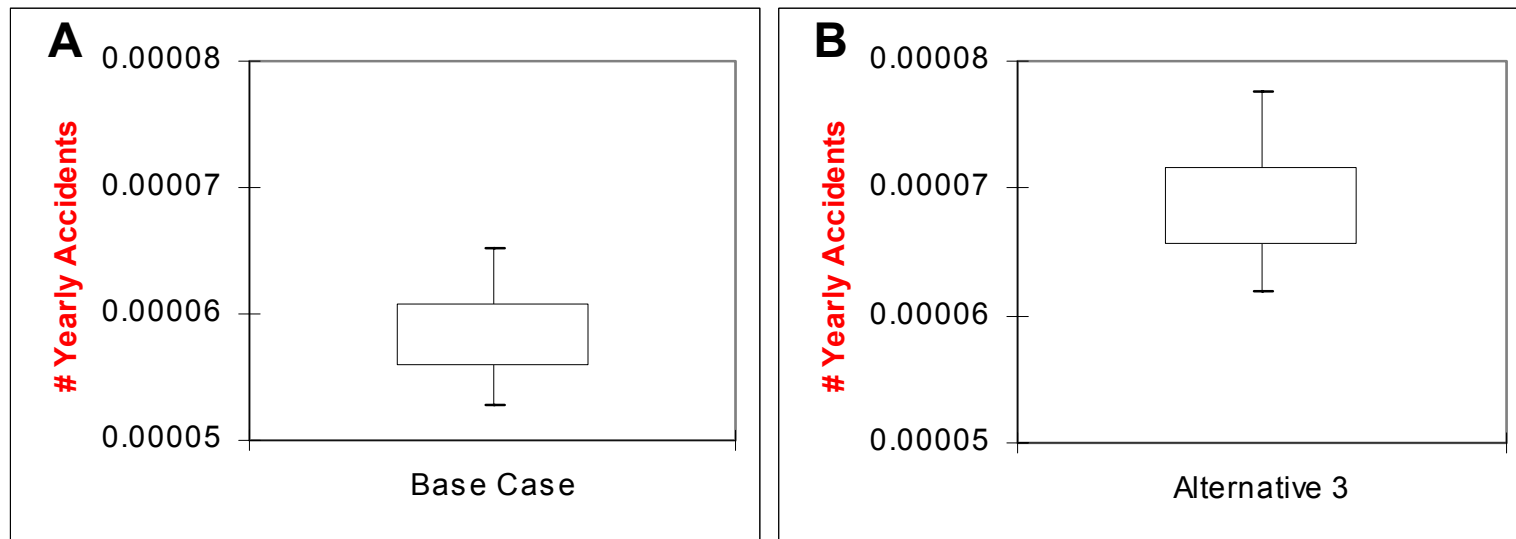 A
# Yearly Accidents
0.00008
0.00007
0.00006
0.00005
Base Case
B
# Yearly Accidents
0.00008
0.00007
0.00006
0.00005
Alternative 3